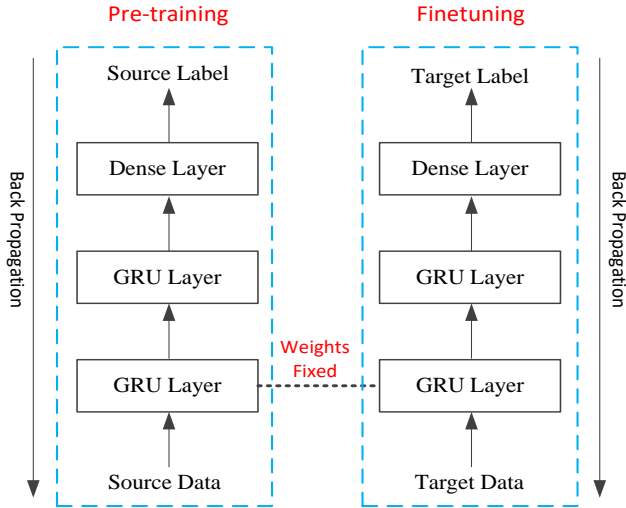 Pre-training
Finetuning
Source Label
Target Label
Dense Layer
Dense Layer
Back Propagation
Back Propagation
GRU Layer
GRU Layer
Weights
Fixed
GRU Layer
GRU Layer
Source Data
Target Data